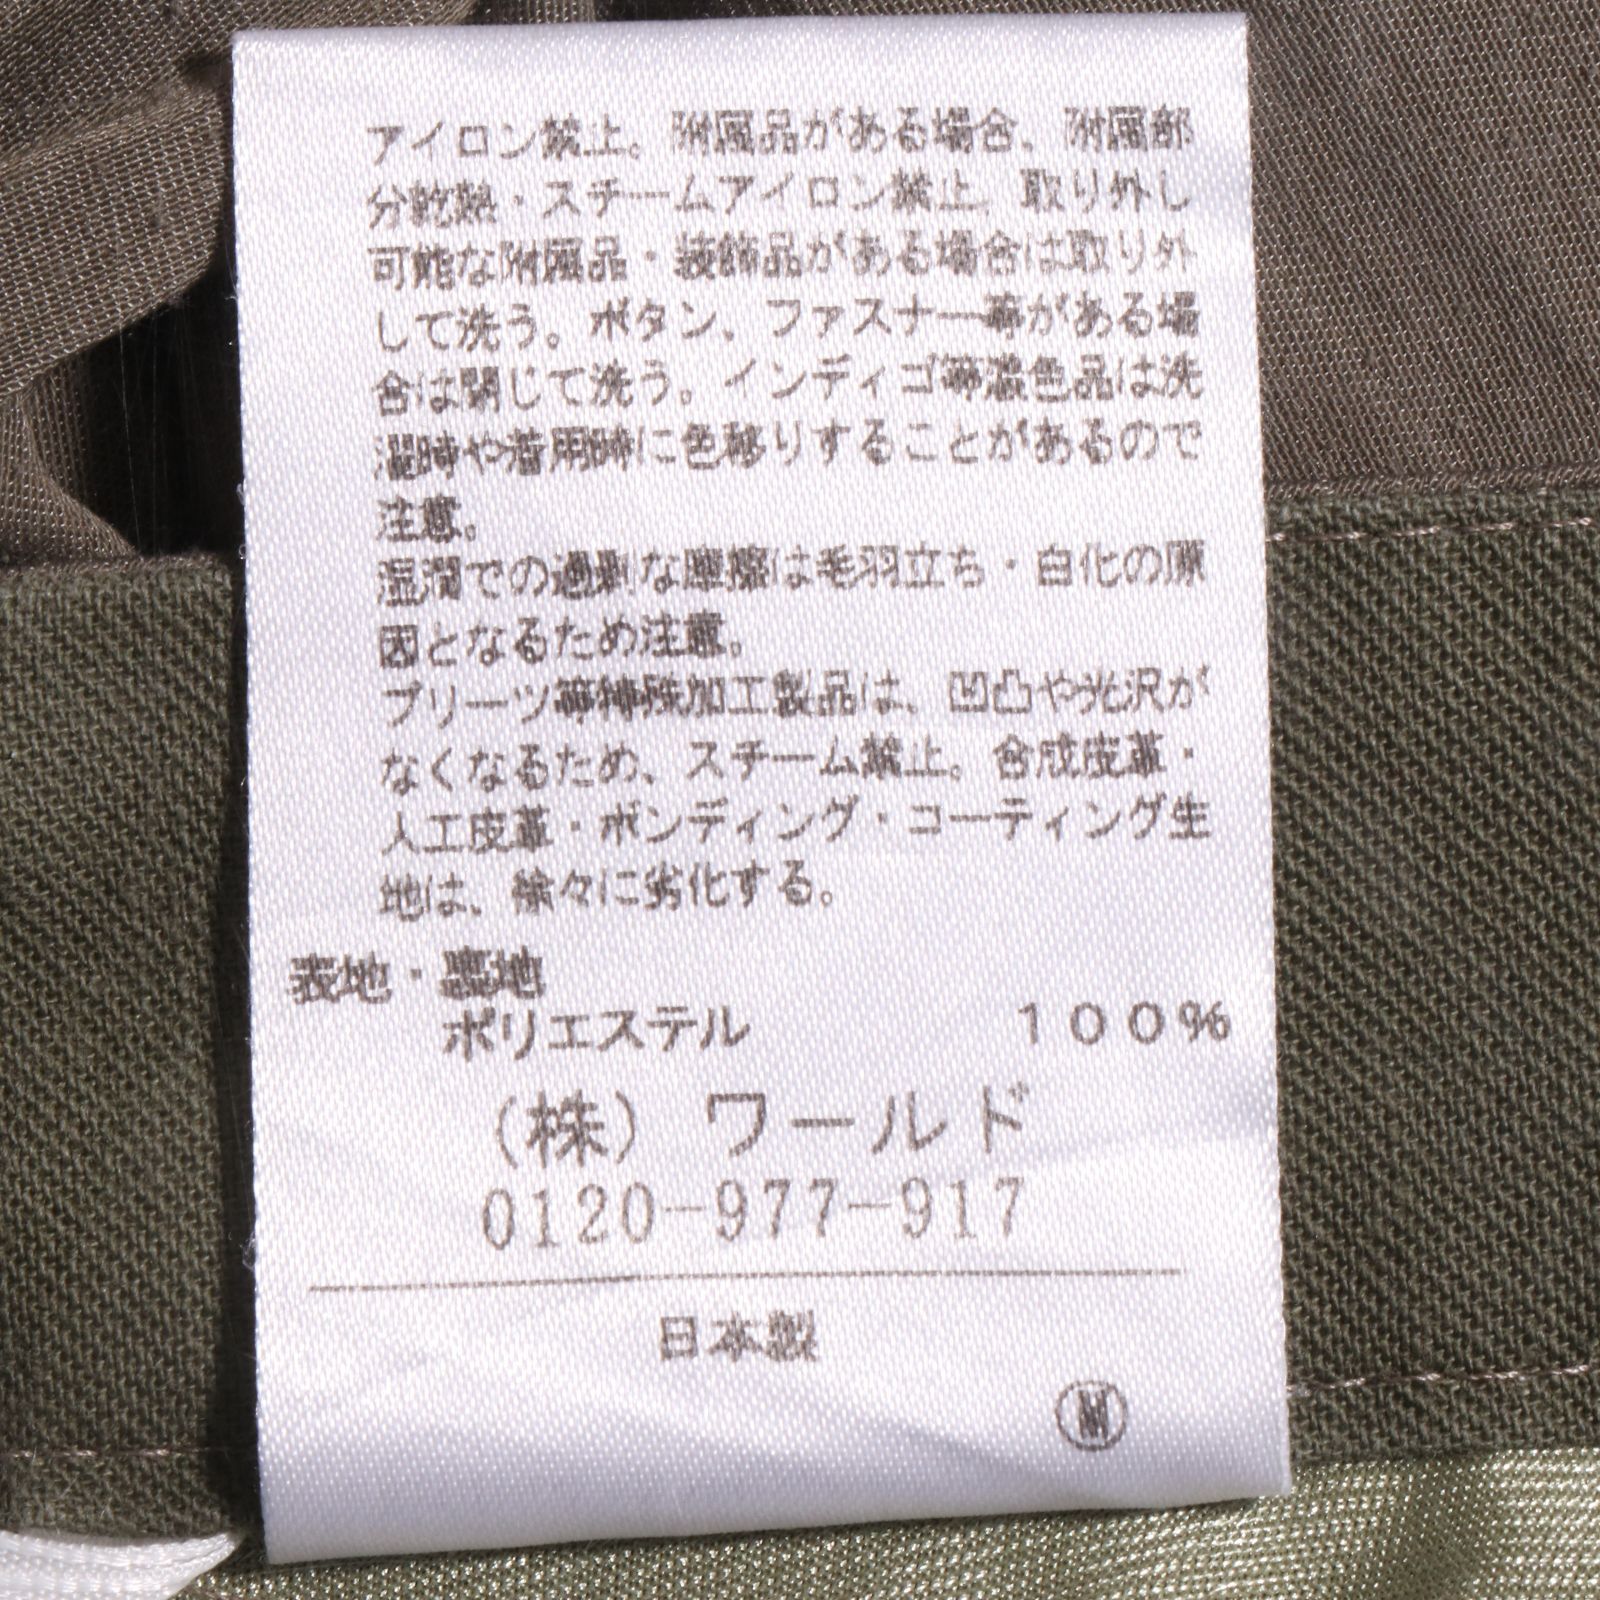 アイロン禁止。附属品がある場合、附属部
分乾熱・スチームアイロン禁止。取り外し
可能な附属品・装飾品がある場合は取り外
して洗う。ボタン、ファスナー等がある場
合は閉じて洗う。インディゴ等濃色品は洗
濯時や着用時に色移りすることがあるので
注意。
湿潤での過剰な摩擦は毛羽立ち・白化の原
因となるため注意。
プリーツ等特殊加工製品は、凹凸や光沢が
なくなるため、スチーム禁止。合成皮革・
人工皮革・ボンディング・コーティング生
地は、徐々に劣化する。
表地・裏地
ポリエステル 100%
(株) ワールド
0120-977-917
日本製
Ⓜ